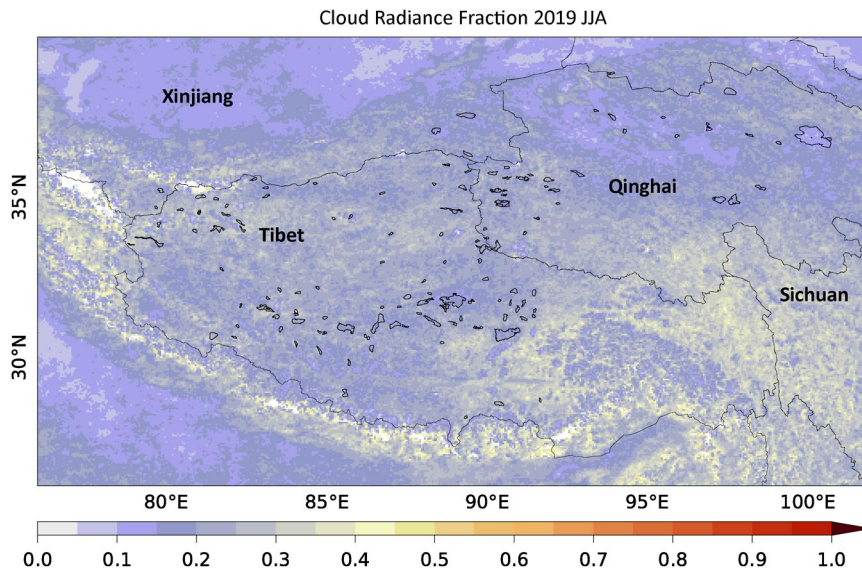 Cloud Radiance Fraction 2019 JJA
Xinjiang
35°N
Qinghai
Tibet
Sichuan
30°N
80°E 85°E 90°E 95°E 100°E
0.0 0.1 0.2 0.3 0.4 0.5 0.6 0.7 0.8 0.9 1.0